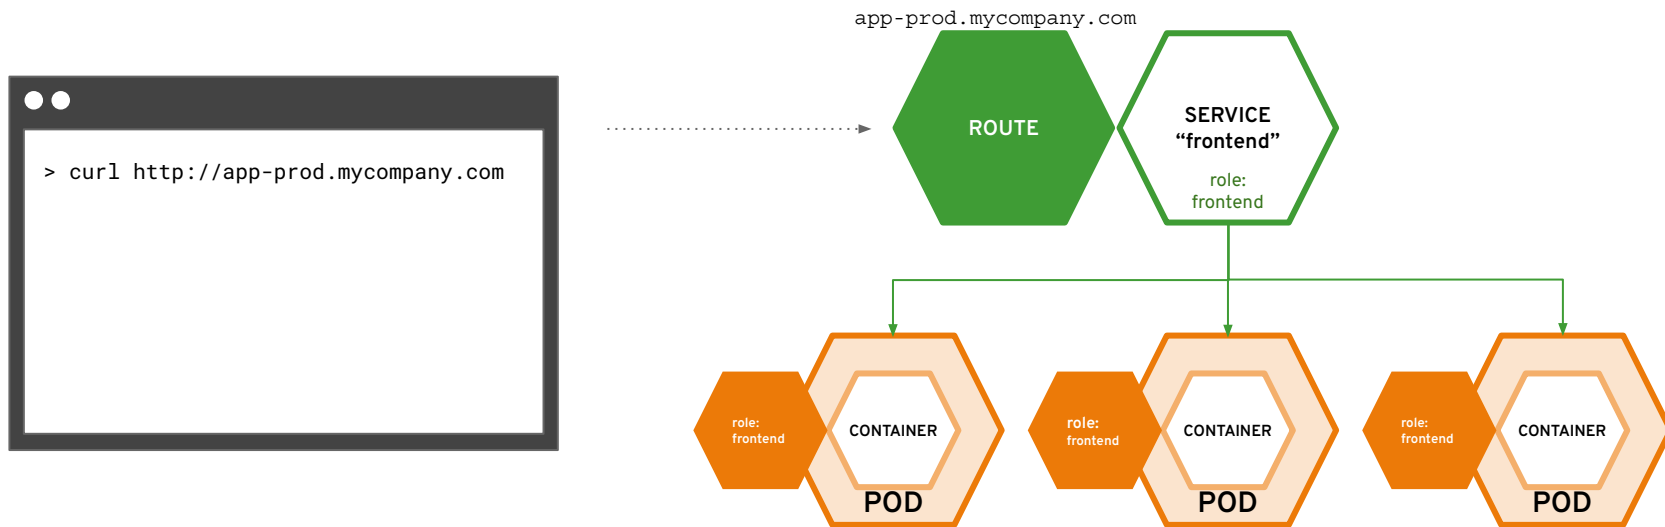 app-prod.mycompany.com
> curl http://app-prod.mycompany.com
ROUTE
SERVICE
“frontend”
role:
frontend
role:
frontend
CONTAINER
POD
role:
frontend
CONTAINER
POD
role:
frontend
CONTAINER
POD